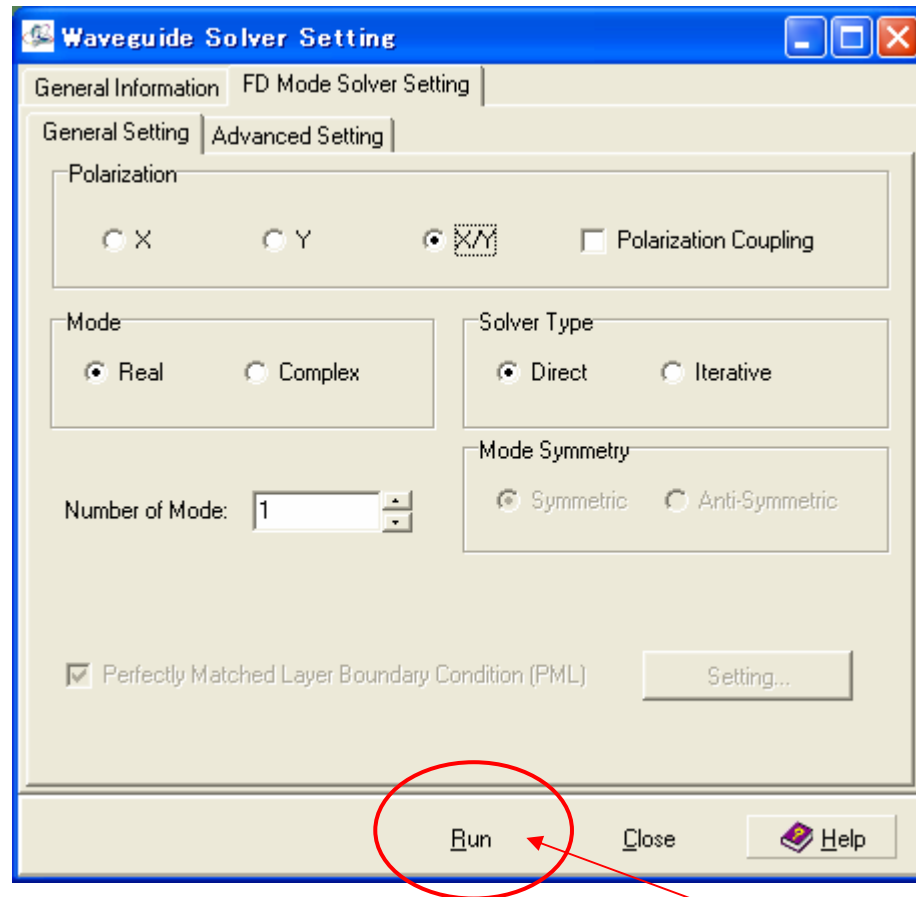 Waveguide Solver Setting
General Information FD Mode Solver Setting
General Setting Advanced Setting
Polarization
X Y X/Y Polarization Coupling
Mode Solver Type
Real Complex Direct Iterative
Mode Symmetry
Number of Mode: 1 Symmetric Anti-Symmetric
Perfectly Matched Layer Boundary Condition (PML) Setting...
Run Close Help